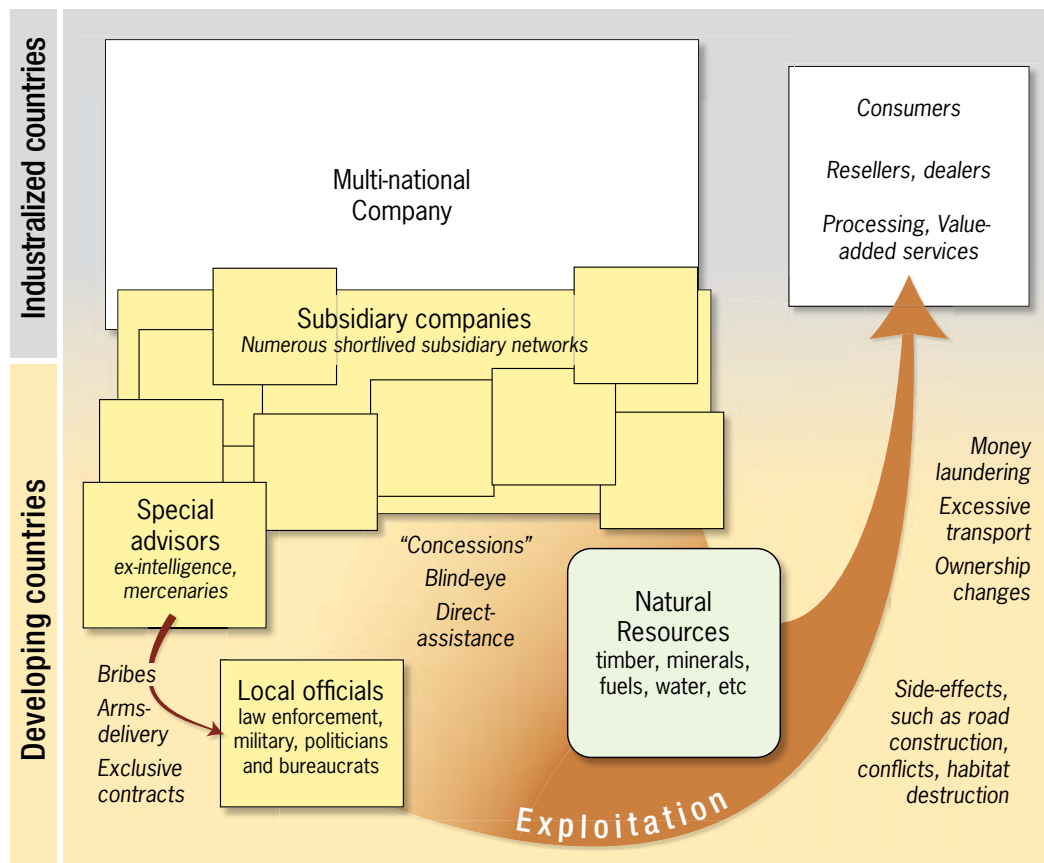 Industralized countries
Developing countries
Multi-national
Company
Consumers
Resellers, dealers
Processing, Value-
added services
Subsidiary companies
Numerous shortlived subsidiary networks
Special
advisors
ex-intelligence,
mercenaries
“Concessions”
Blind-eye
Direct-
assistance
Natural
Resources
timber, minerals,
fuels, water, etc
Money
laundering
Excessive
transport
Ownership
changes
Bribes
Arms-
delivery
Exclusive
contracts
Local officials
law enforcement,
military, politicians
and bureaucrats
Side-effects,
such as road
construction,
conflicts, habitat
destruction
Exploitation